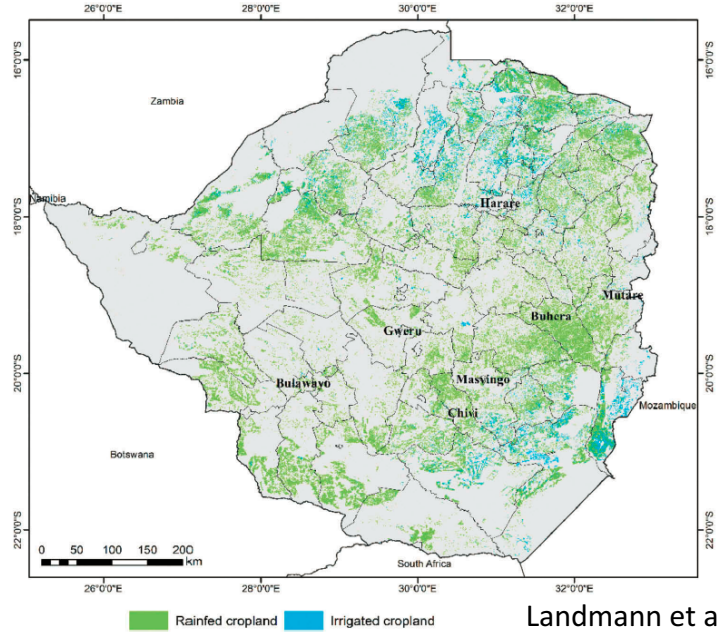 26°0'0"E 28°0'0"E 30°0'0"E 32°0'0"E
16°0'0"S 16°0'0"S
Zambia
Namibia
Harare
18°0'0"S 18°0'0"S
Mutare
Buhera
Gweru
20°0'0"S 20°0'0"S
Bulawayo Masvingo
Mozambique
Chivi
Botswana
22°0'0"S 22°0'0"S
0 50 100 150 200
km
South Africa
26°0'0"E 28°0'0"E 30°0'0"E 32°0'0"E
Rainfed cropland Irrigated cropland
Landmann et a